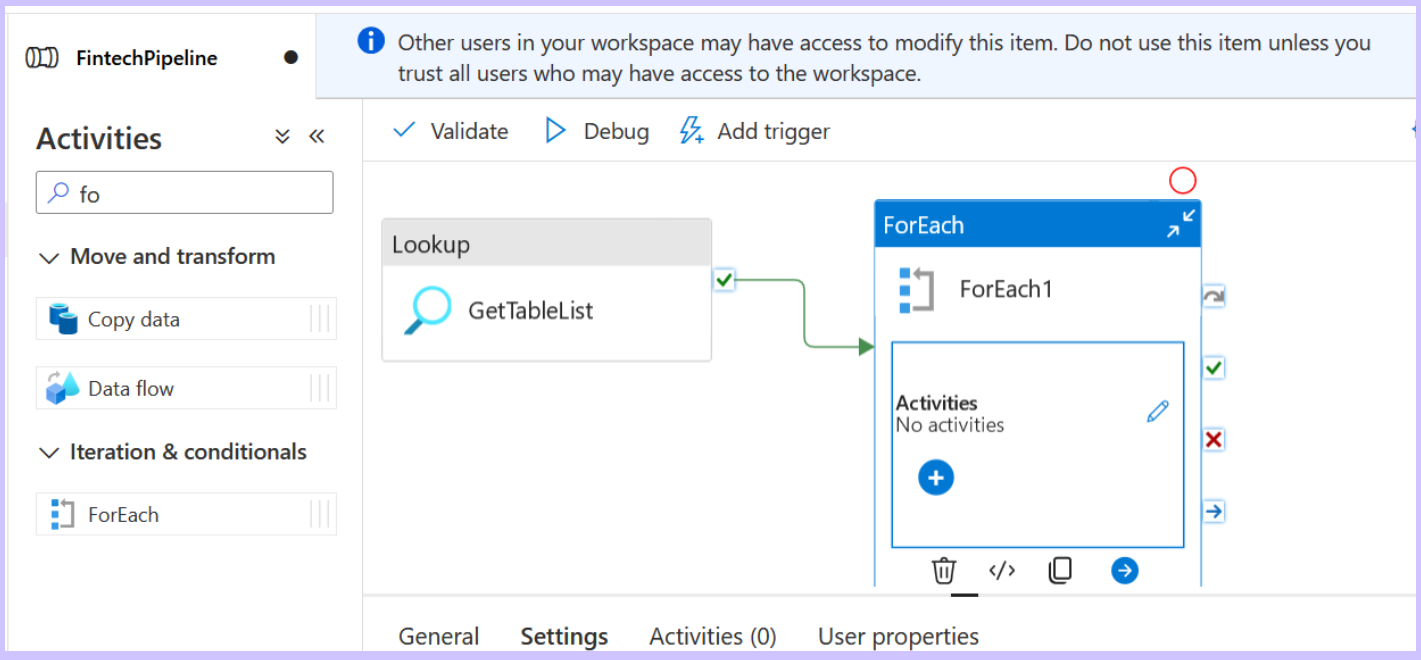 FintechPipeline
Other users in your workspace may have access to modify this item. Do not use this item unless you
trust all users who may have access to the workspace.
Activities
fo
Move and transform
Copy data
Data flow
Iteration & conditionals
ForEach
Validate
Debug
Add trigger
Lookup
GetTableList
ForEach
ForEach1
Activities
No activities
General
Settings
Activities (0)
User properties